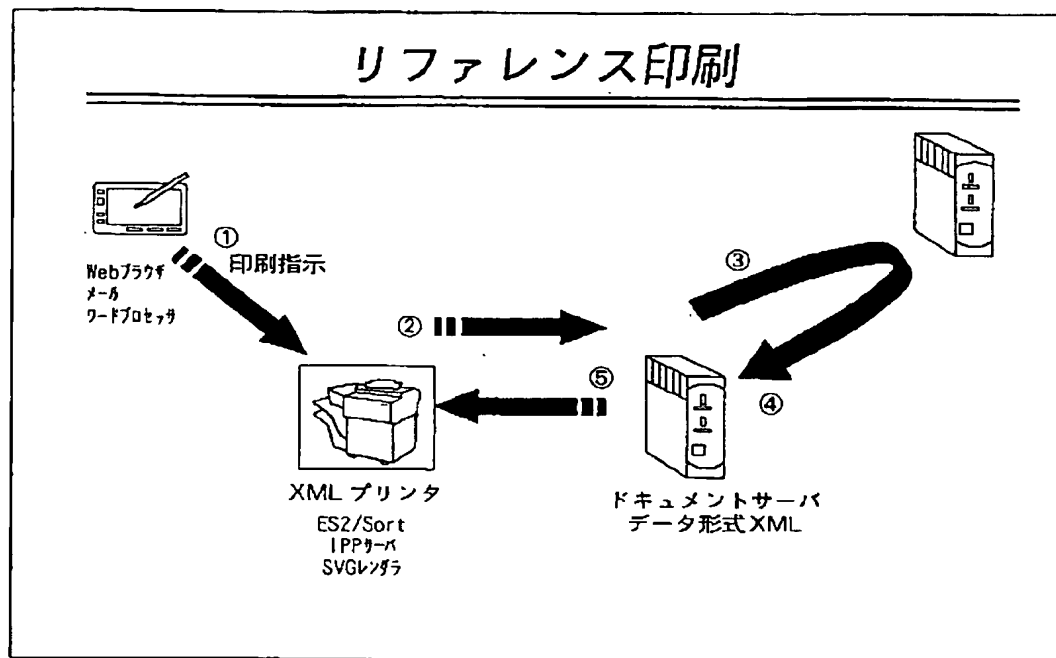 リファレンス印刷
①
印刷指示
Webブラウザ
メール
ワードプロセッサ
②
③
④
⑤
XML プリンタ
ES2/Sort
IPPサーバ
SVGレンダラ
ドキュメントサーバ
データ形式XML